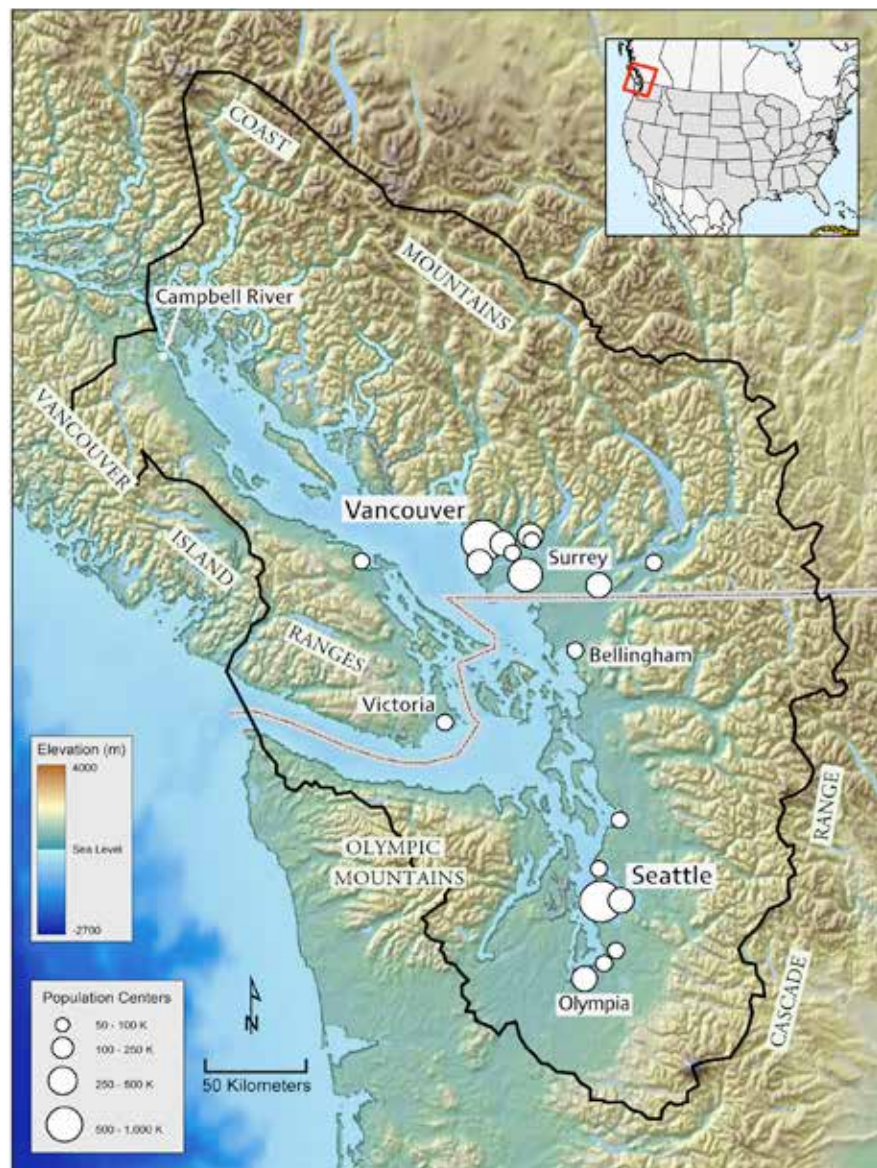 COAST
MOUNTAINS
Campbell River
VANCOUVER
ISLAND
RANGES
Vancouver
Surrey
Bellingham
Victoria
OLYMPIC
MOUNTAINS
Seattle
Olympia
RANGE
CASCADE
Elevation (m)
4000
Sea Level
-2700
Population Centers
50 - 100 K
100 - 250 K
250 - 500 K
500 - 1,000 K
N
50 Kilometers